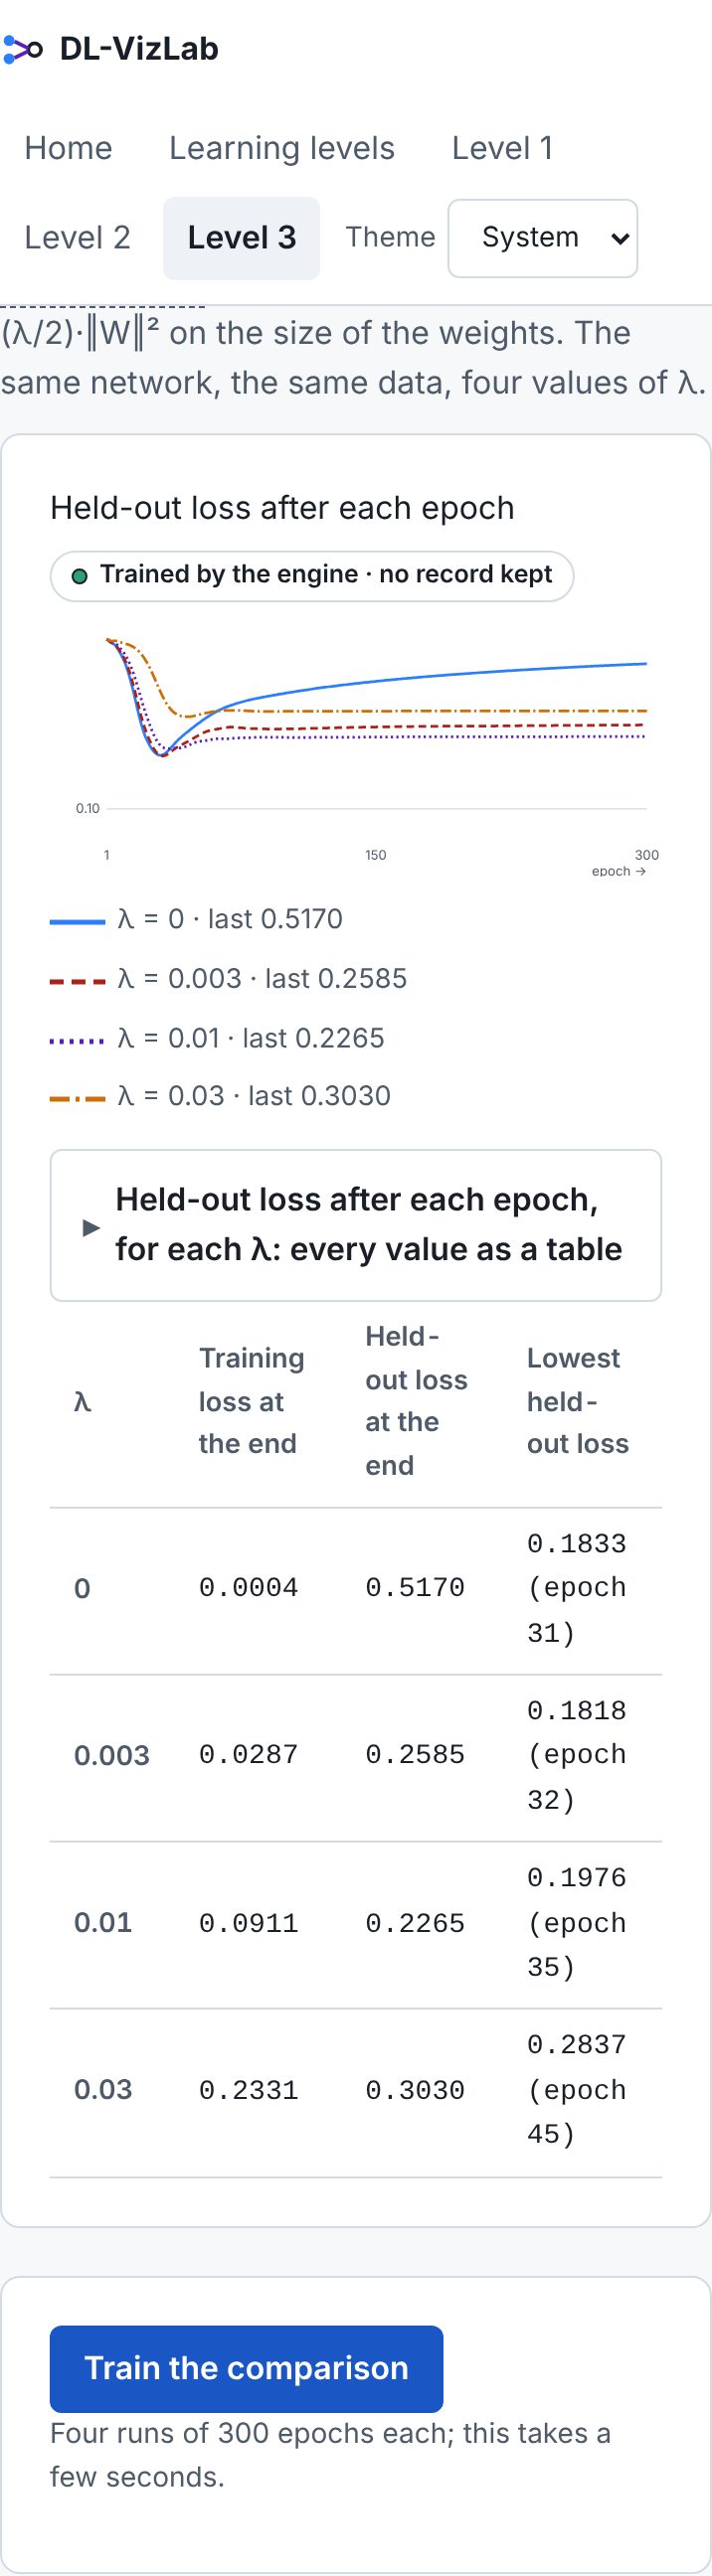 DL-VizLab
Home Learning levels Level 1
Level 2 Level 3 Theme System
(λ/2)·‖W‖² on the size of the weights. The
same network, the same data, four values of λ.
Held-out loss after each epoch
Trained by the engine · no record kept
0.10
1 150 300
epoch →
λ = 0 · last 0.5170
λ = 0.003 · last 0.2585
λ = 0.01 · last 0.2265
λ = 0.03 · last 0.3030
▶ Held-out loss after each epoch,
for each λ: every value as a table
λ
Training
loss at
the end
Held-
out loss
at the
end
Lowest
held-
out loss
0 0.0004 0.5170 0.1833
(epoch
31)
0.003 0.0287 0.2585 0.1818
(epoch
32)
0.01 0.0911 0.2265 0.1976
(epoch
35)
0.03 0.2331 0.3030 0.2837
(epoch
45)
Train the comparison
Four runs of 300 epochs each; this takes a
few seconds.